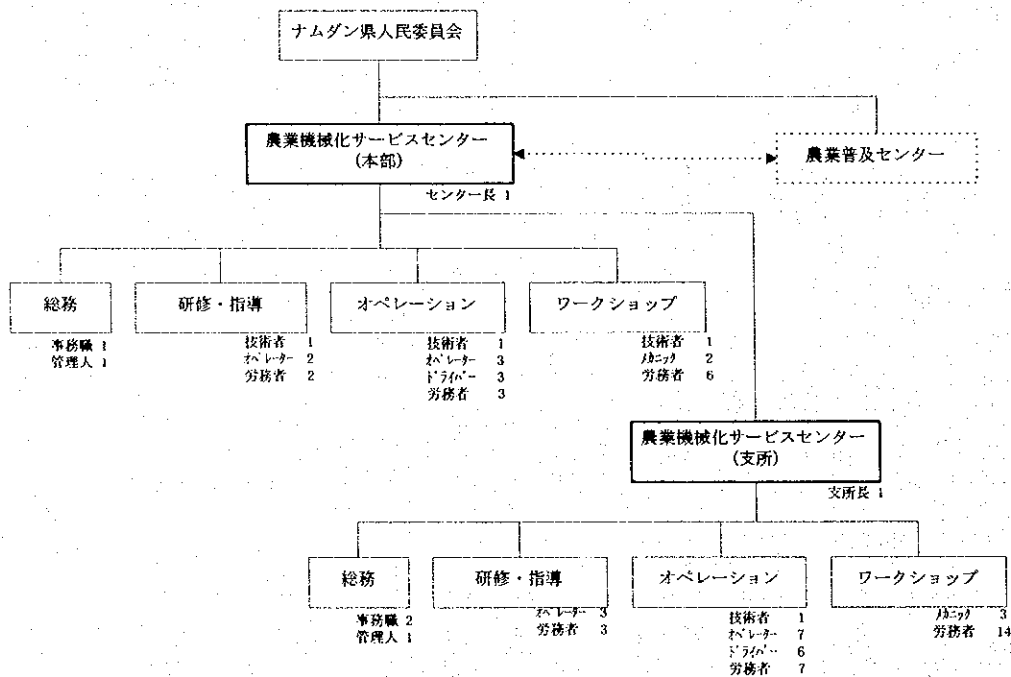 ナムダン県人民委員会
農業機械化サービスセンター
(本部)
農業普及センター
センター長 1
総務
研修・指導
オペレーション
ワークショップ
事務職 1
管理人 1
技術者 1
オペレーター 2
労務者 2
技術者 1
オペレーター 3
ドライバー 3
労務者 3
技術者 1
メカニック 2
労務者 6
農業機械化サービスセンター
(支所)
支所長 1
総務
研修・指導
オペレーション
ワークショップ
事務職 2
管理人 1
オペレーター 3
労務者 3
技術者 1
オペレーター 7
ドライバー 6
労務者 7
メカニック 3
労務者 14